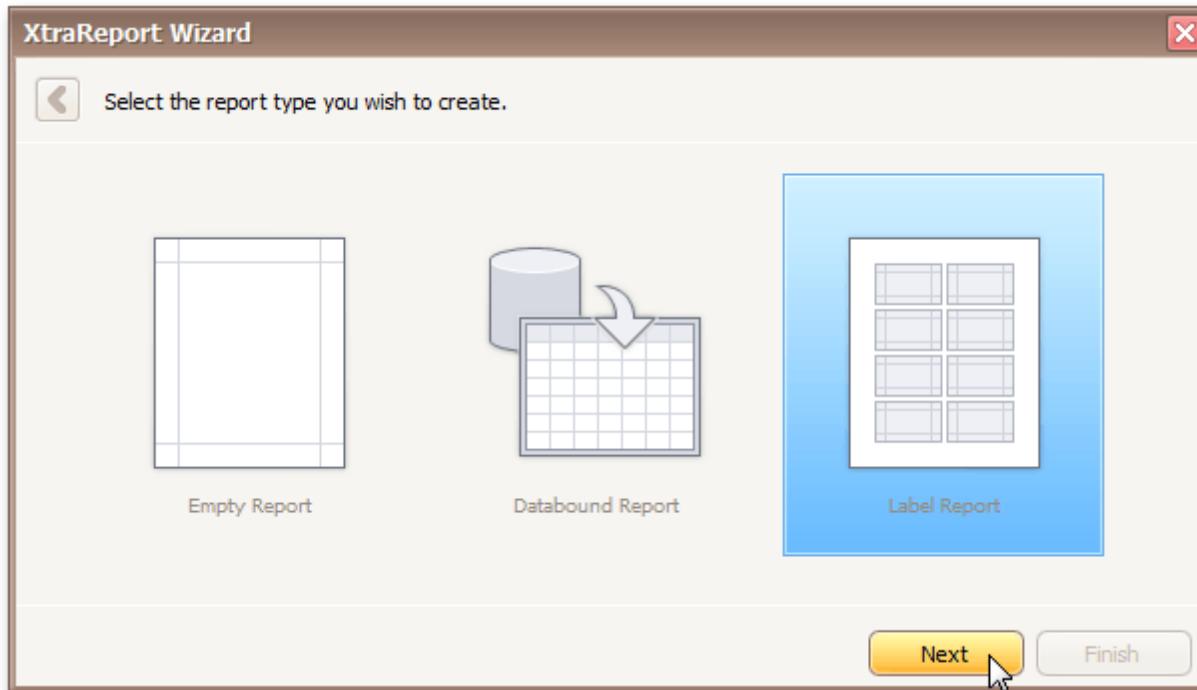 XtraReport Wizard
Select the report type you wish to create.
Empty Report
Databound Report
Label Report
Next
Finish